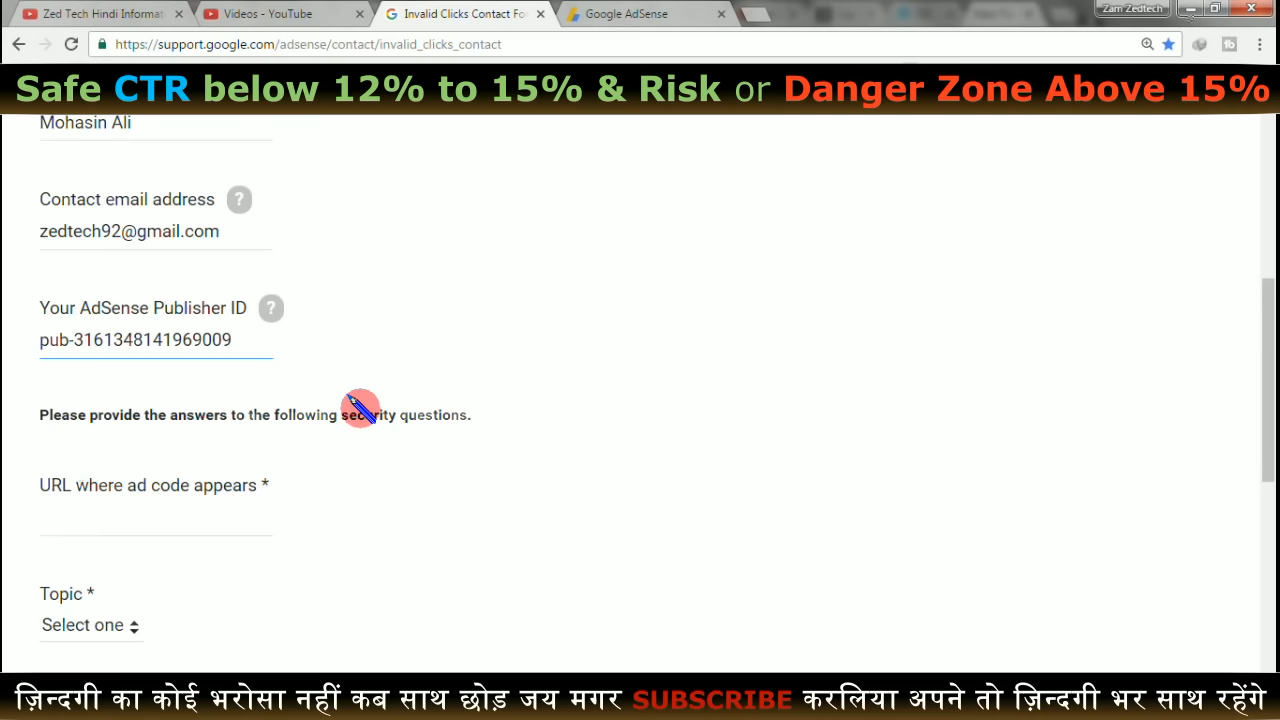 Zed Tech Hindi Informat
Videos - YouTube
Invalid Clicks Contact Fo
Google AdSense
Zam Zedtech
https://support.google.com/adsense/contact/invalid_clicks_contact
Safe CTR below 12% to 15% & Risk or Danger Zone Above 15%
Mohasin Ali
Contact email address ?
zedtech92@gmail.com
Your AdSense Publisher ID ?
pub-3161348141969009
Please provide the answers to the following security questions.
URL where ad code appears *
Topic *
Select one
ज़िन्दगी का कोई भरोसा नहीं कब साथ छोड़ जय मगर SUBSCRIBE करलिया अपने तो ज़िन्दगी भर साथ रहेंगे